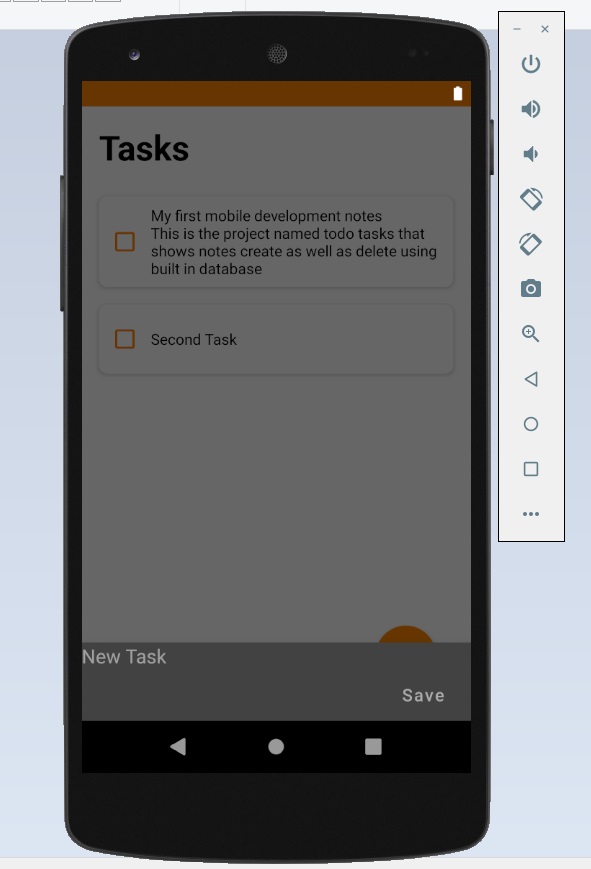 Tasks
My first mobile development notes
This is the project named todo tasks that
shows notes create as well as delete using
built in database
Second Task
New Task
Save